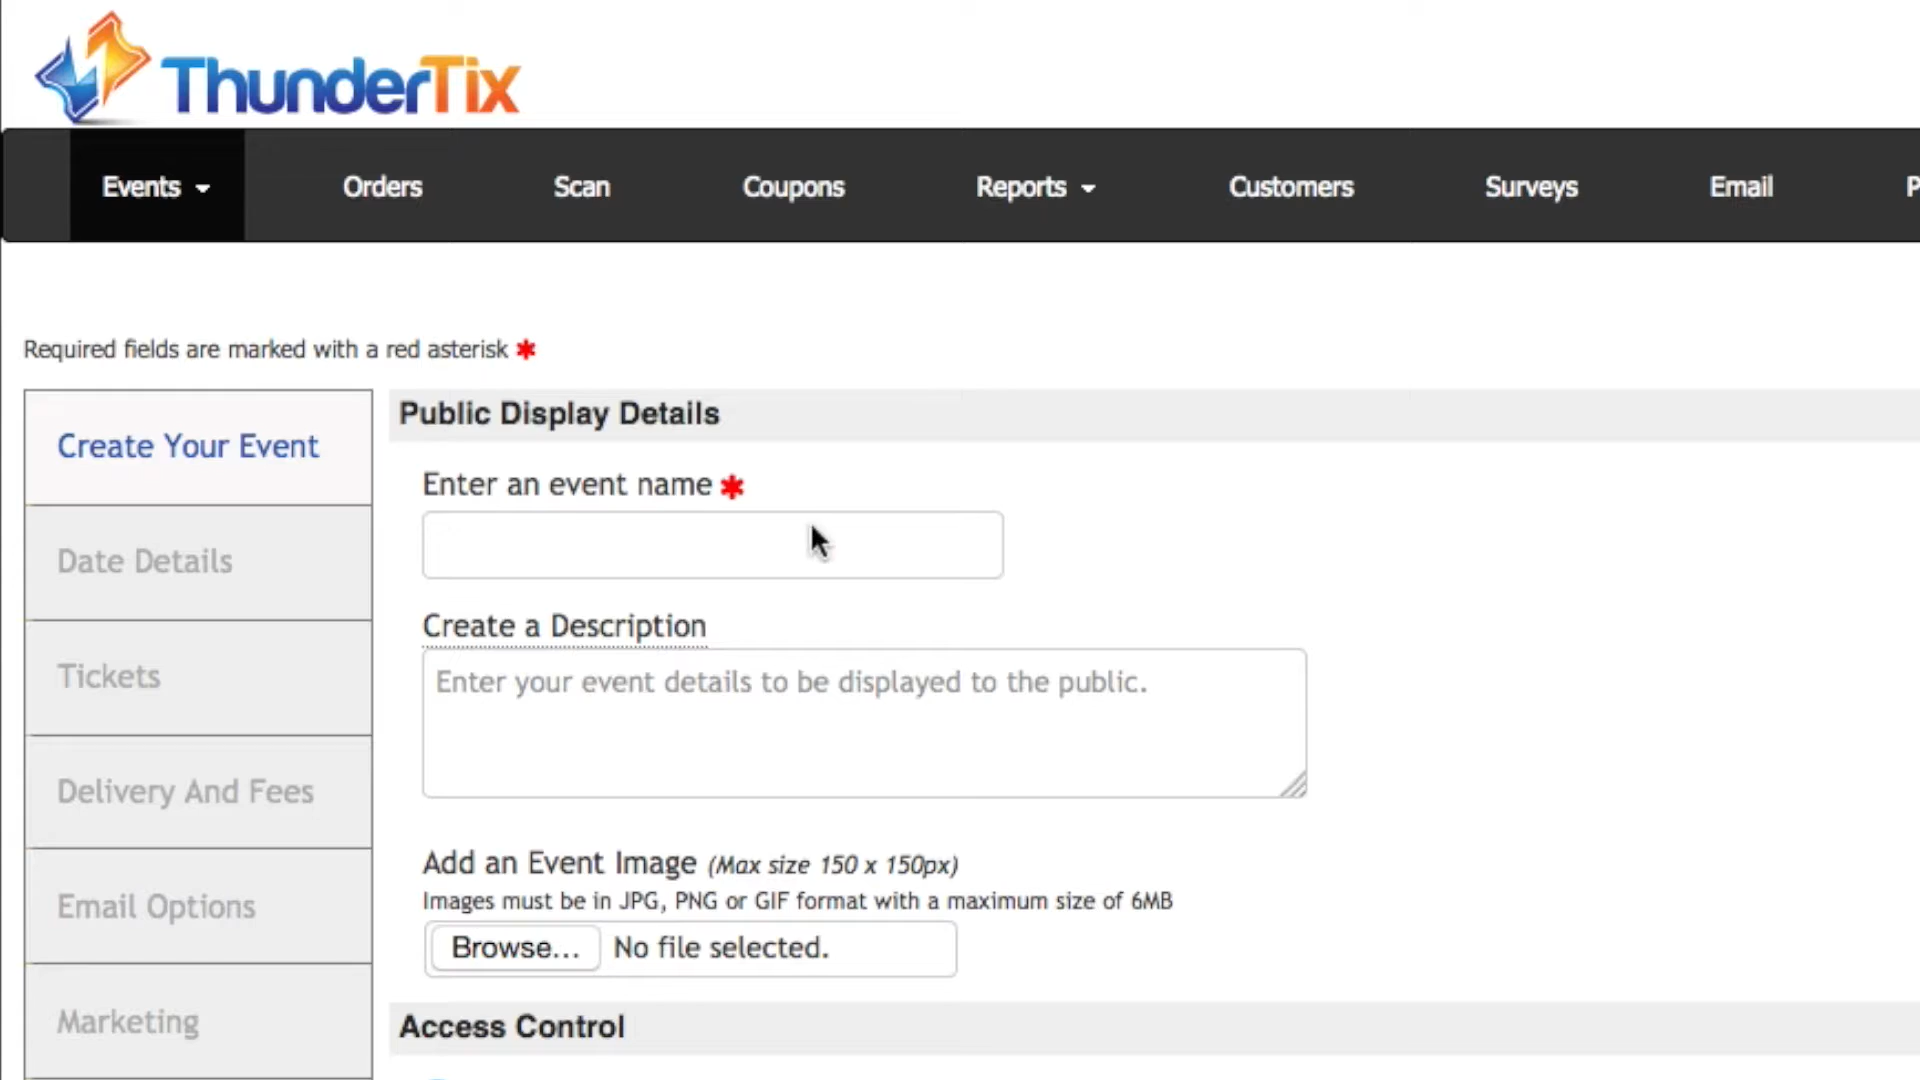 ThunderTix
Events Orders Scan Coupons Reports Customers Surveys Email
Required fields are marked with a red asterisk *
Create Your Event
Date Details
Tickets
Delivery And Fees
Email Options
Marketing
Public Display Details
Enter an event name *
Create a Description
Enter your event details to be displayed to the public.
Add an Event Image (Max size 150 x 150px)
Images must be in JPG, PNG or GIF format with a maximum size of 6MB
Browse... No file selected.
Access Control